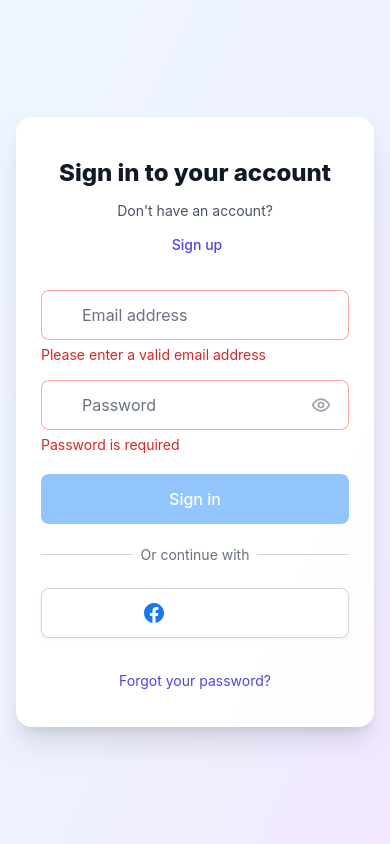 Sign in to your account
Don't have an account?
Sign up
Email address
Please enter a valid email address
Password
Password is required
Sign in
Or continue with
Forgot your password?